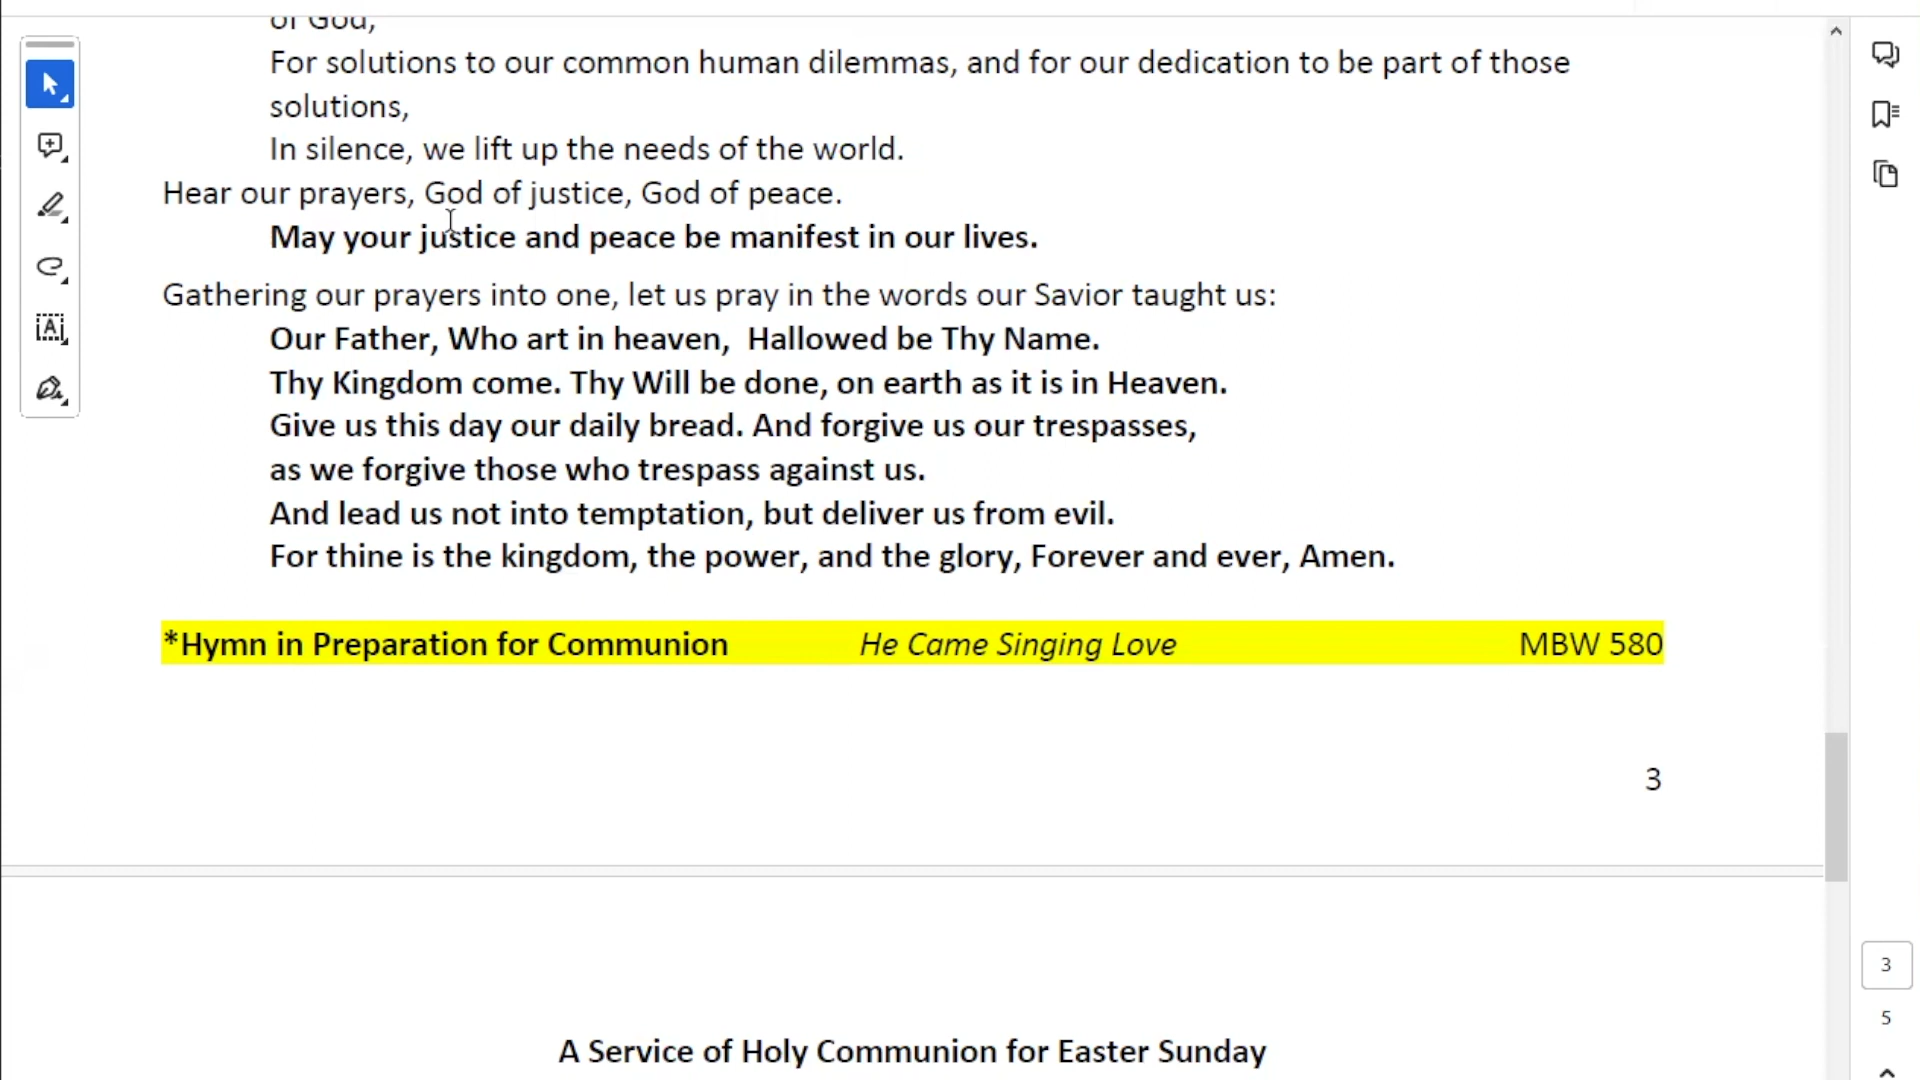 of God,
For solutions to our common human dilemmas, and for our dedication to be part of those
solutions,
In silence, we lift up the needs of the world.
Hear our prayers, God of justice, God of peace.
May your justice and peace be manifest in our lives.
Gathering our prayers into one, let us pray in the words our Savior taught us:
Our Father, Who art in heaven,  Hallowed be Thy Name.
Thy Kingdom come. Thy Will be done, on earth as it is in Heaven.
Give us this day our daily bread. And forgive us our trespasses,
as we forgive those who trespass against us.
And lead us not into temptation, but deliver us from evil.
For thine is the kingdom, the power, and the glory, Forever and ever, Amen.
*Hymn in Preparation for Communion He Came Singing Love MBW 580
3
3
5
A Service of Holy Communion for Easter Sunday